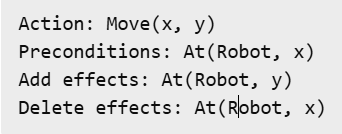 Action: Move(x, y)
Preconditions: At(Robot, x)
Add effects: At(Robot, y)
Delete effects: At(Robot, x)